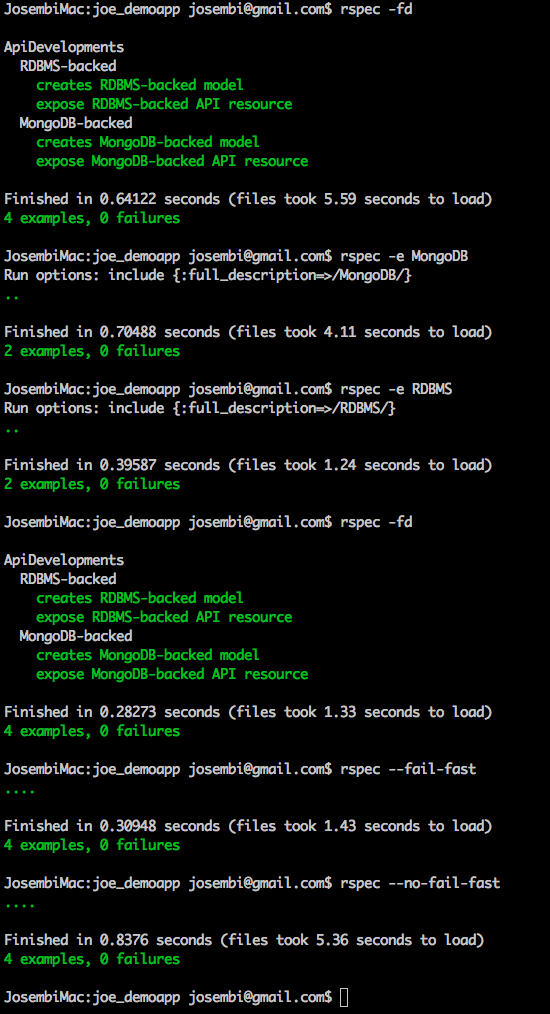 JosembiMac:joe_demoapp josembi@gmail.com$ rspec -fd
ApiDevelopments
RDBMS-backed
creates RDBMS-backed model
expose RDBMS-backed API resource
MongoDB-backed
creates MongoDB-backed model
expose MongoDB-backed API resource
Finished in 0.64122 seconds (files took 5.59 seconds to load)
4 examples, 0 failures
JosembiMac:joe_demoapp josembi@gmail.com$ rspec -e MongoDB
Run options: include {:full_description=>/MongoDB/}
..
Finished in 0.70488 seconds (files took 4.11 seconds to load)
2 examples, 0 failures
JosembiMac:joe_demoapp josembi@gmail.com$ rspec -e RDBMS
Run options: include {:full_description=>/RDBMS/}
..
Finished in 0.39587 seconds (files took 1.24 seconds to load)
2 examples, 0 failures
JosembiMac:joe_demoapp josembi@gmail.com$ rspec -fd
ApiDevelopments
RDBMS-backed
creates RDBMS-backed model
expose RDBMS-backed API resource
MongoDB-backed
creates MongoDB-backed model
expose MongoDB-backed API resource
Finished in 0.28273 seconds (files took 1.33 seconds to load)
4 examples, 0 failures
JosembiMac:joe_demoapp josembi@gmail.com$ rspec --fail-fast
....
Finished in 0.30948 seconds (files took 1.43 seconds to load)
4 examples, 0 failures
JosembiMac:joe_demoapp josembi@gmail.com$ rspec --no-fail-fast
....
Finished in 0.8376 seconds (files took 5.36 seconds to load)
4 examples, 0 failures
JosembiMac:joe_demoapp josembi@gmail.com$